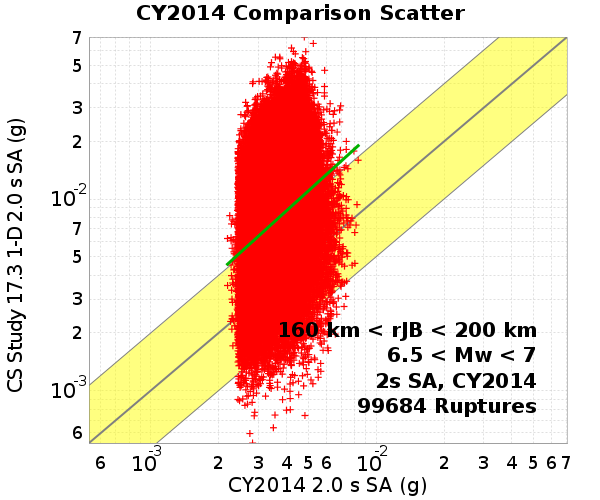 CY2014 Comparison Scatter
CS Study 17.3 1-D 2.0 s SA (g)
7
5
3
2
10-2
7
5
3
2
10-3
6
160 km < rJB < 200 km
6.5 < Mw < 7
2s SA, CY2014
99684 Ruptures
6 10-3 2 3 4 5 6 10-2 2 3 4 5 6 7
CY2014 2.0 s SA (g)